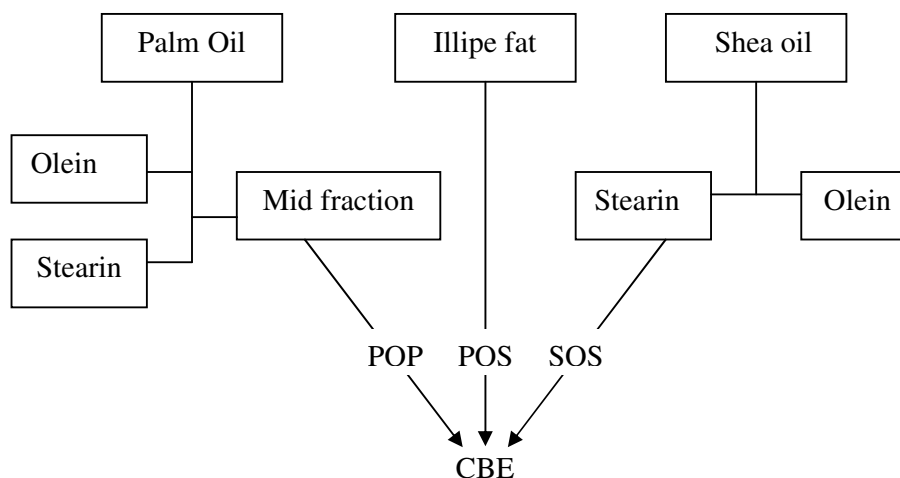 Palm Oil
Illipe fat
Shea oil
Olein
Mid fraction
Stearin
Olein
Stearin
POP
POS
SOS
CBE